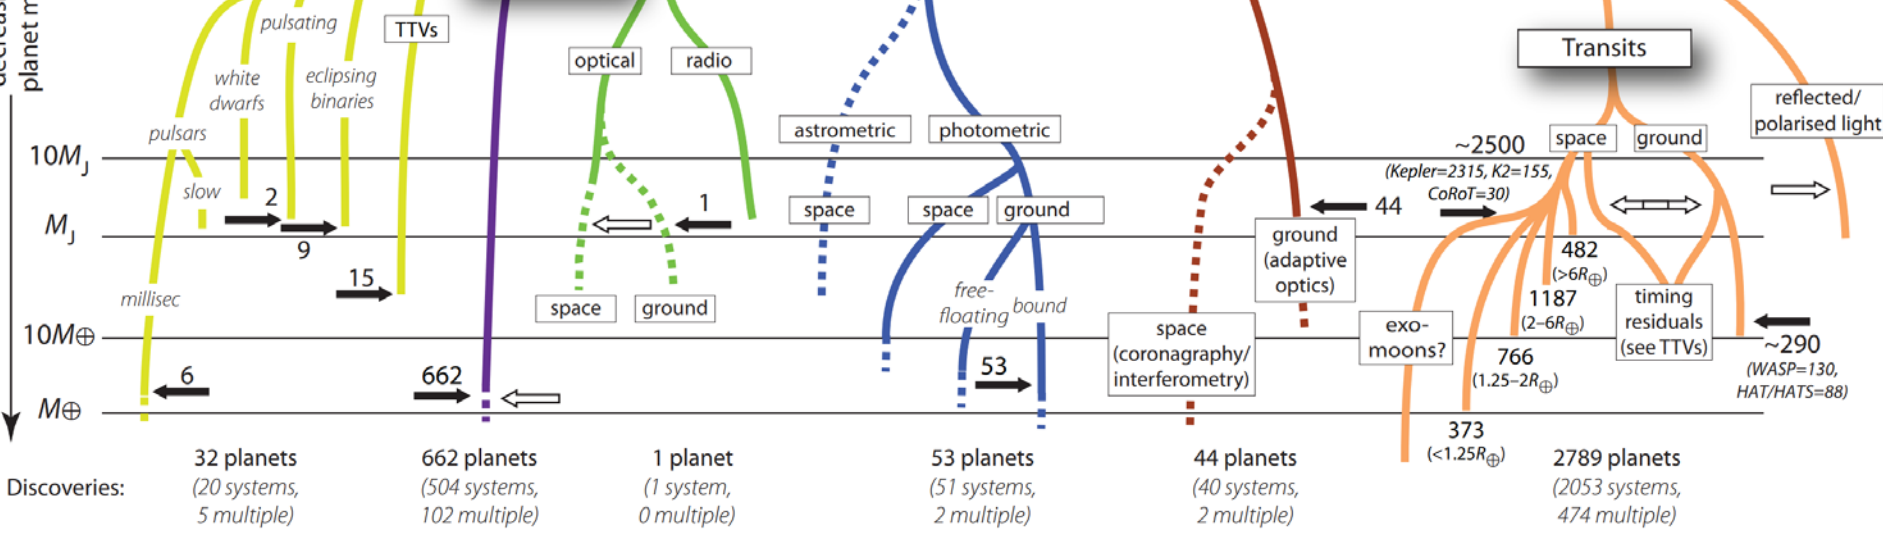 decreas
planet m
pulsating
TTVs
white
dwarfs
eclipsing
binaries
pulsars
slow
millisec
optical
radio
astrometric
photometric
Transits
reflected/
polarised light
space
ground
10M_J
M_J
10M⊕
M⊕
2
9
15
6
662
1
space
ground
space
space
ground
free-
floating
bound
53
44
ground
(adaptive
optics)
space
(coronagraphy/
interferometry)
~2500
(Kepler=2315, K2=155,
CoRoT=30)
exo-
moons?
482
(>6R⊕)
1187
(2–6R⊕)
766
(1.25–2R⊕)
373
(<1.25R⊕)
timing
residuals
(see TTVs)
~290
(WASP=130,
HAT/HATS=88)
Discoveries:
32 planets
(20 systems,
5 multiple)
662 planets
(504 systems,
102 multiple)
1 planet
(1 system,
0 multiple)
53 planets
(51 systems,
2 multiple)
44 planets
(40 systems,
2 multiple)
2789 planets
(2053 systems,
474 multiple)